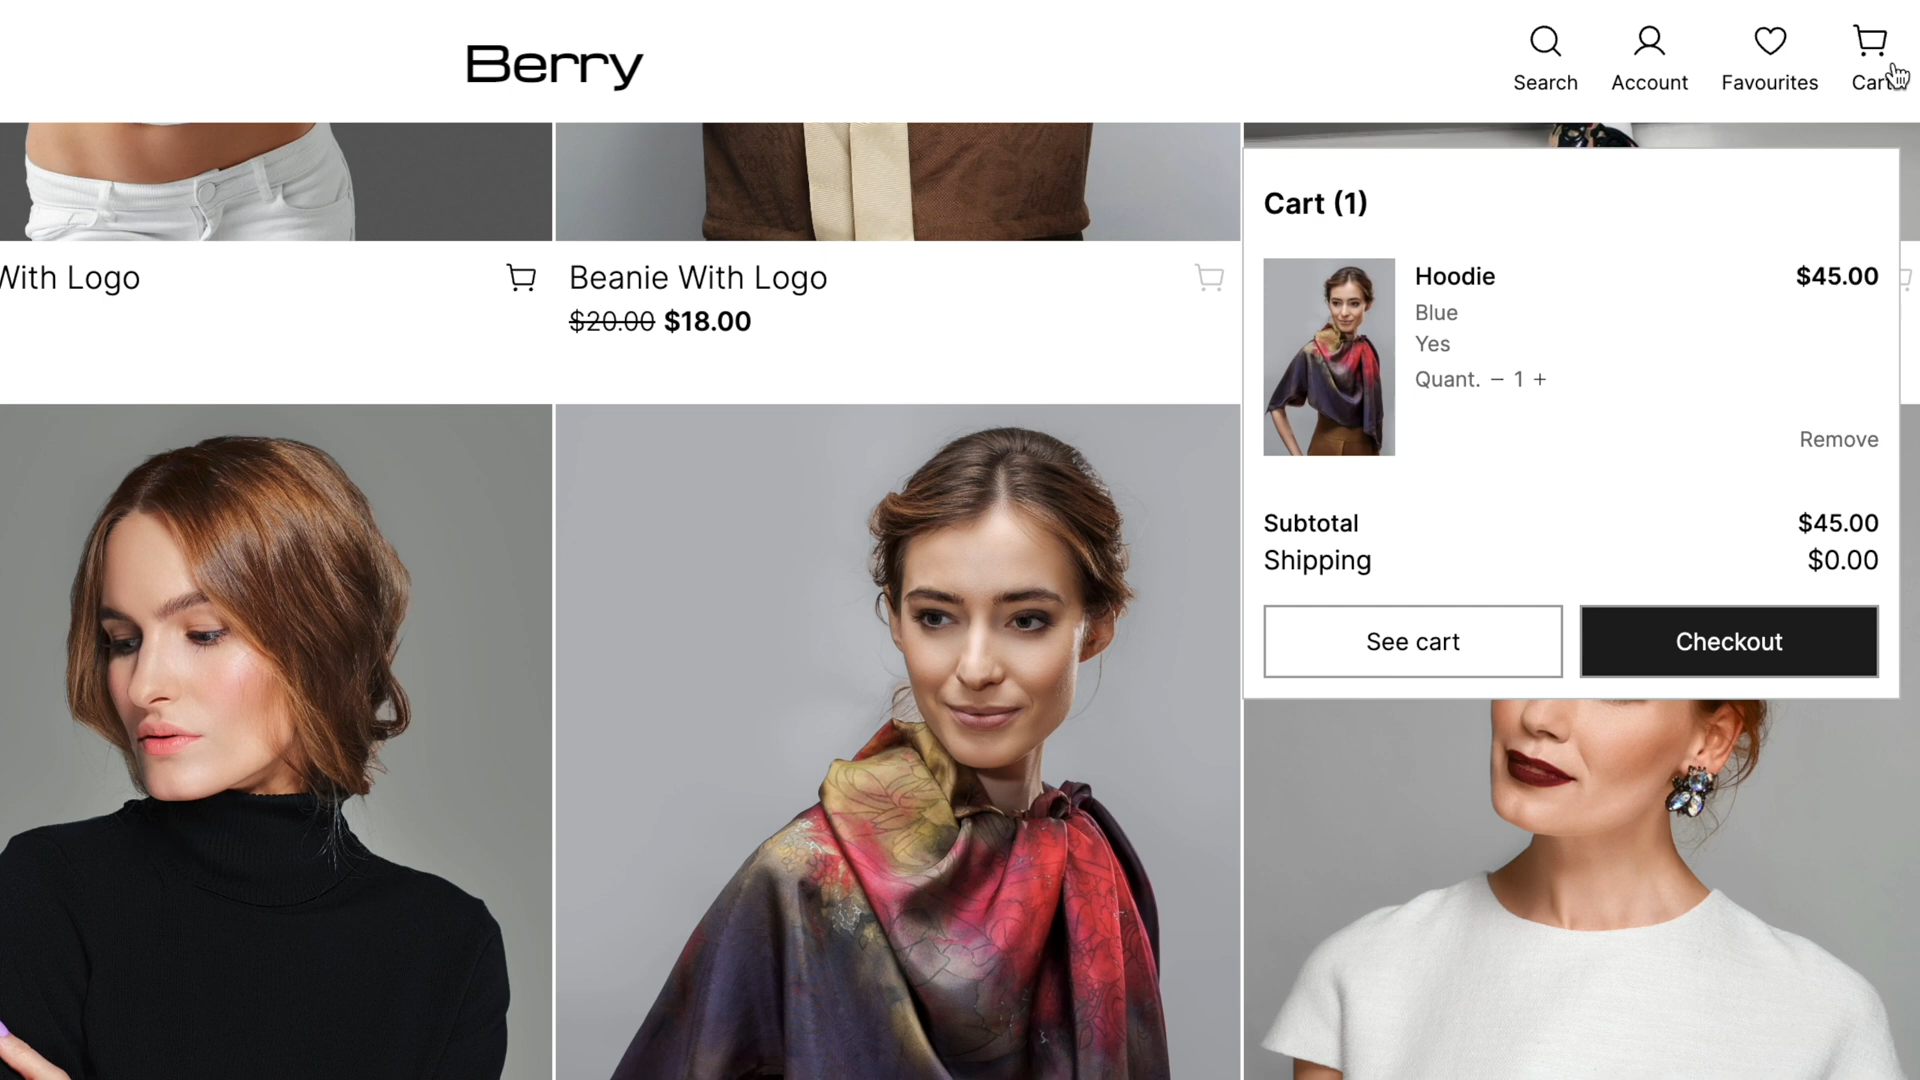 Berry
Search
Account
Favourites
Cart
With Logo
Beanie With Logo
$20.00 $18.00
Cart (1)
Hoodie
$45.00
Blue
Yes
Quant. − 1 +
Remove
Subtotal
$45.00
Shipping
$0.00
See cart
Checkout